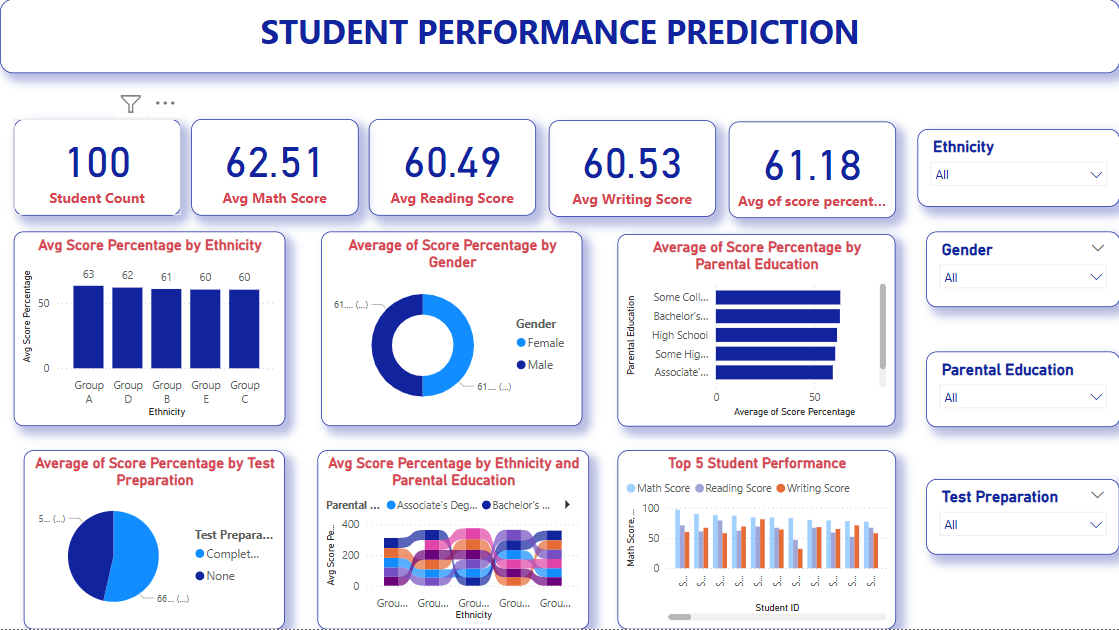 STUDENT PERFORMANCE PREDICTION
100
Student Count
62.51
Avg Math Score
60.49
Avg Reading Score
60.53
Avg Writing Score
61.18
Avg of score percent...
Ethnicity
All
Gender
All
Parental Education
All
Test Preparation
All
Avg Score Percentage by Ethnicity
Avg Score Percentage
50
0
63
62
61
60
60
Group A
Group D
Group B
Group E
Group C
Ethnicity
Average of Score Percentage by
Gender
61.... (...)
61.... (...)
Gender
Female
Male
Average of Score Percentage by
Parental Education
Parental Education
Some Coll...
Bachelor's...
High School
Some Hig...
Associate'...
0
50
Average of Score Percentage
Average of Score Percentage by Test
Preparation
5... (...)
66... (...)
Test Prepara...
Complet...
None
Avg Score Percentage by Ethnicity and
Parental Education
Parental ...
Associate's Deg...
Bachelor's ...
Avg Score Pe...
400
200
0
Grou...
Grou...
Grou...
Grou...
Grou...
Ethnicity
Top 5 Student Performance
Math Score
Reading Score
Writing Score
Math Score,...
100
50
0
S...
S...
S...
S...
S...
S...
S...
S...
S...
S...
S...
Student ID